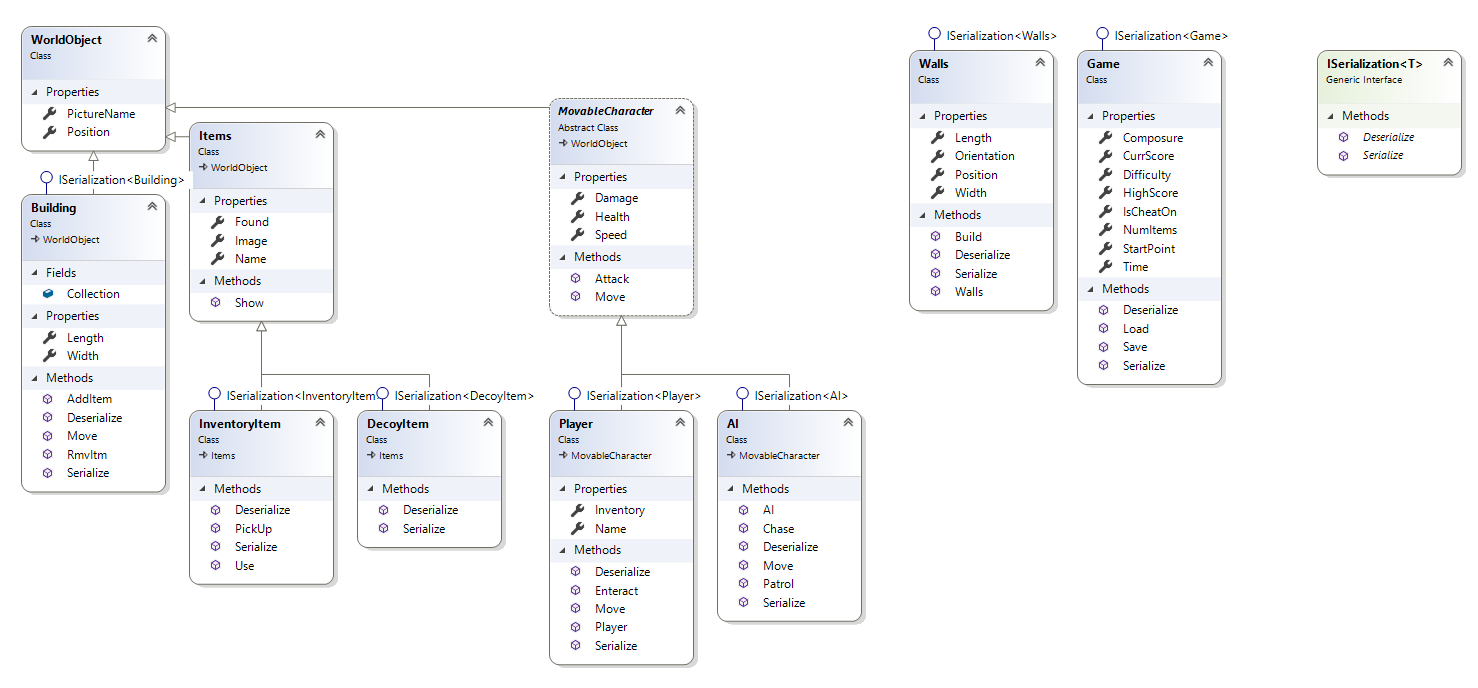 WorldObject
Class
Properties
PictureName
Position
ISerialization<Building>
Building
Class
WorldObject
Fields
Collection
Properties
Length
Width
Methods
AddItem
Deserialize
Move
RmvItm
Serialize
Items
Class
WorldObject
Properties
Found
Image
Name
Methods
Show
ISerialization<InventoryItem
InventoryItem
Class
Items
Methods
Deserialize
PickUp
Serialize
Use
ISerialization<DecoyItem>
DecoyItem
Class
Items
Methods
Deserialize
Serialize
MovableCharacter
Abstract Class
WorldObject
Properties
Damage
Health
Speed
Methods
Attack
Move
ISerialization<Player>
Player
Class
MovableCharacter
Properties
Inventory
Name
Methods
Deserialize
Enteract
Move
Player
Serialize
ISerialization<AI>
AI
Class
MovableCharacter
Methods
AI
Chase
Deserialize
Move
Patrol
Serialize
ISerialization<Walls>
Walls
Class
Properties
Length
Orientation
Position
Width
Methods
Build
Deserialize
Serialize
Walls
ISerialization<Game>
Game
Class
Properties
Composure
CurrScore
Difficulty
HighScore
IsCheatOn
NumItems
StartPoint
Time
Methods
Deserialize
Load
Save
Serialize
ISerialization<T>
Generic Interface
Methods
Deserialize
Serialize